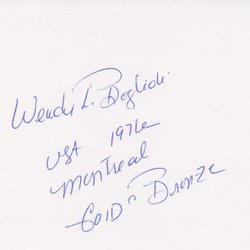 Wendy L. Boglioli
USA 1976
Montreal
Gold n Bronze